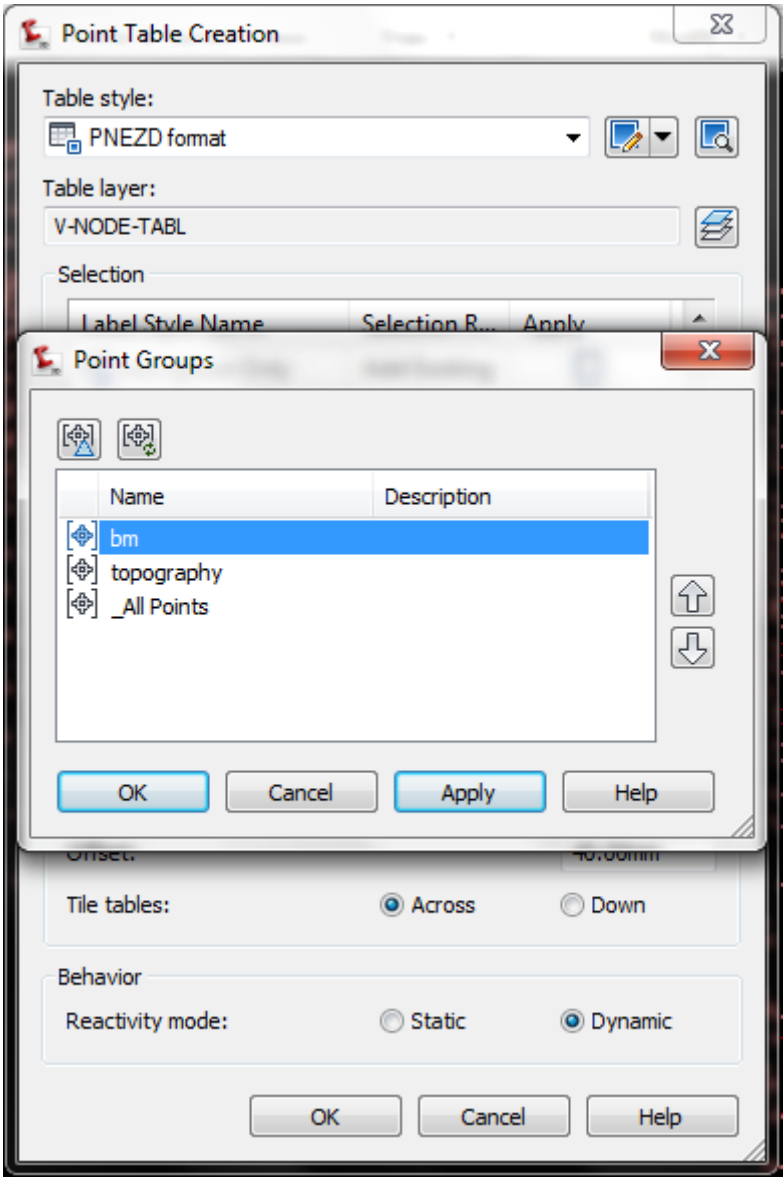 Point Table Creation
Table style:
PNEZD format
Table layer:
V-NODE-TABL
Selection
Label Style Name Selection R... Apply
Point Groups
Name Description
bm
topography
_All Points
OK Cancel Apply Help
Offset:
Tile tables: Across Down
Behavior
Reactivity mode: Static Dynamic
OK Cancel Help